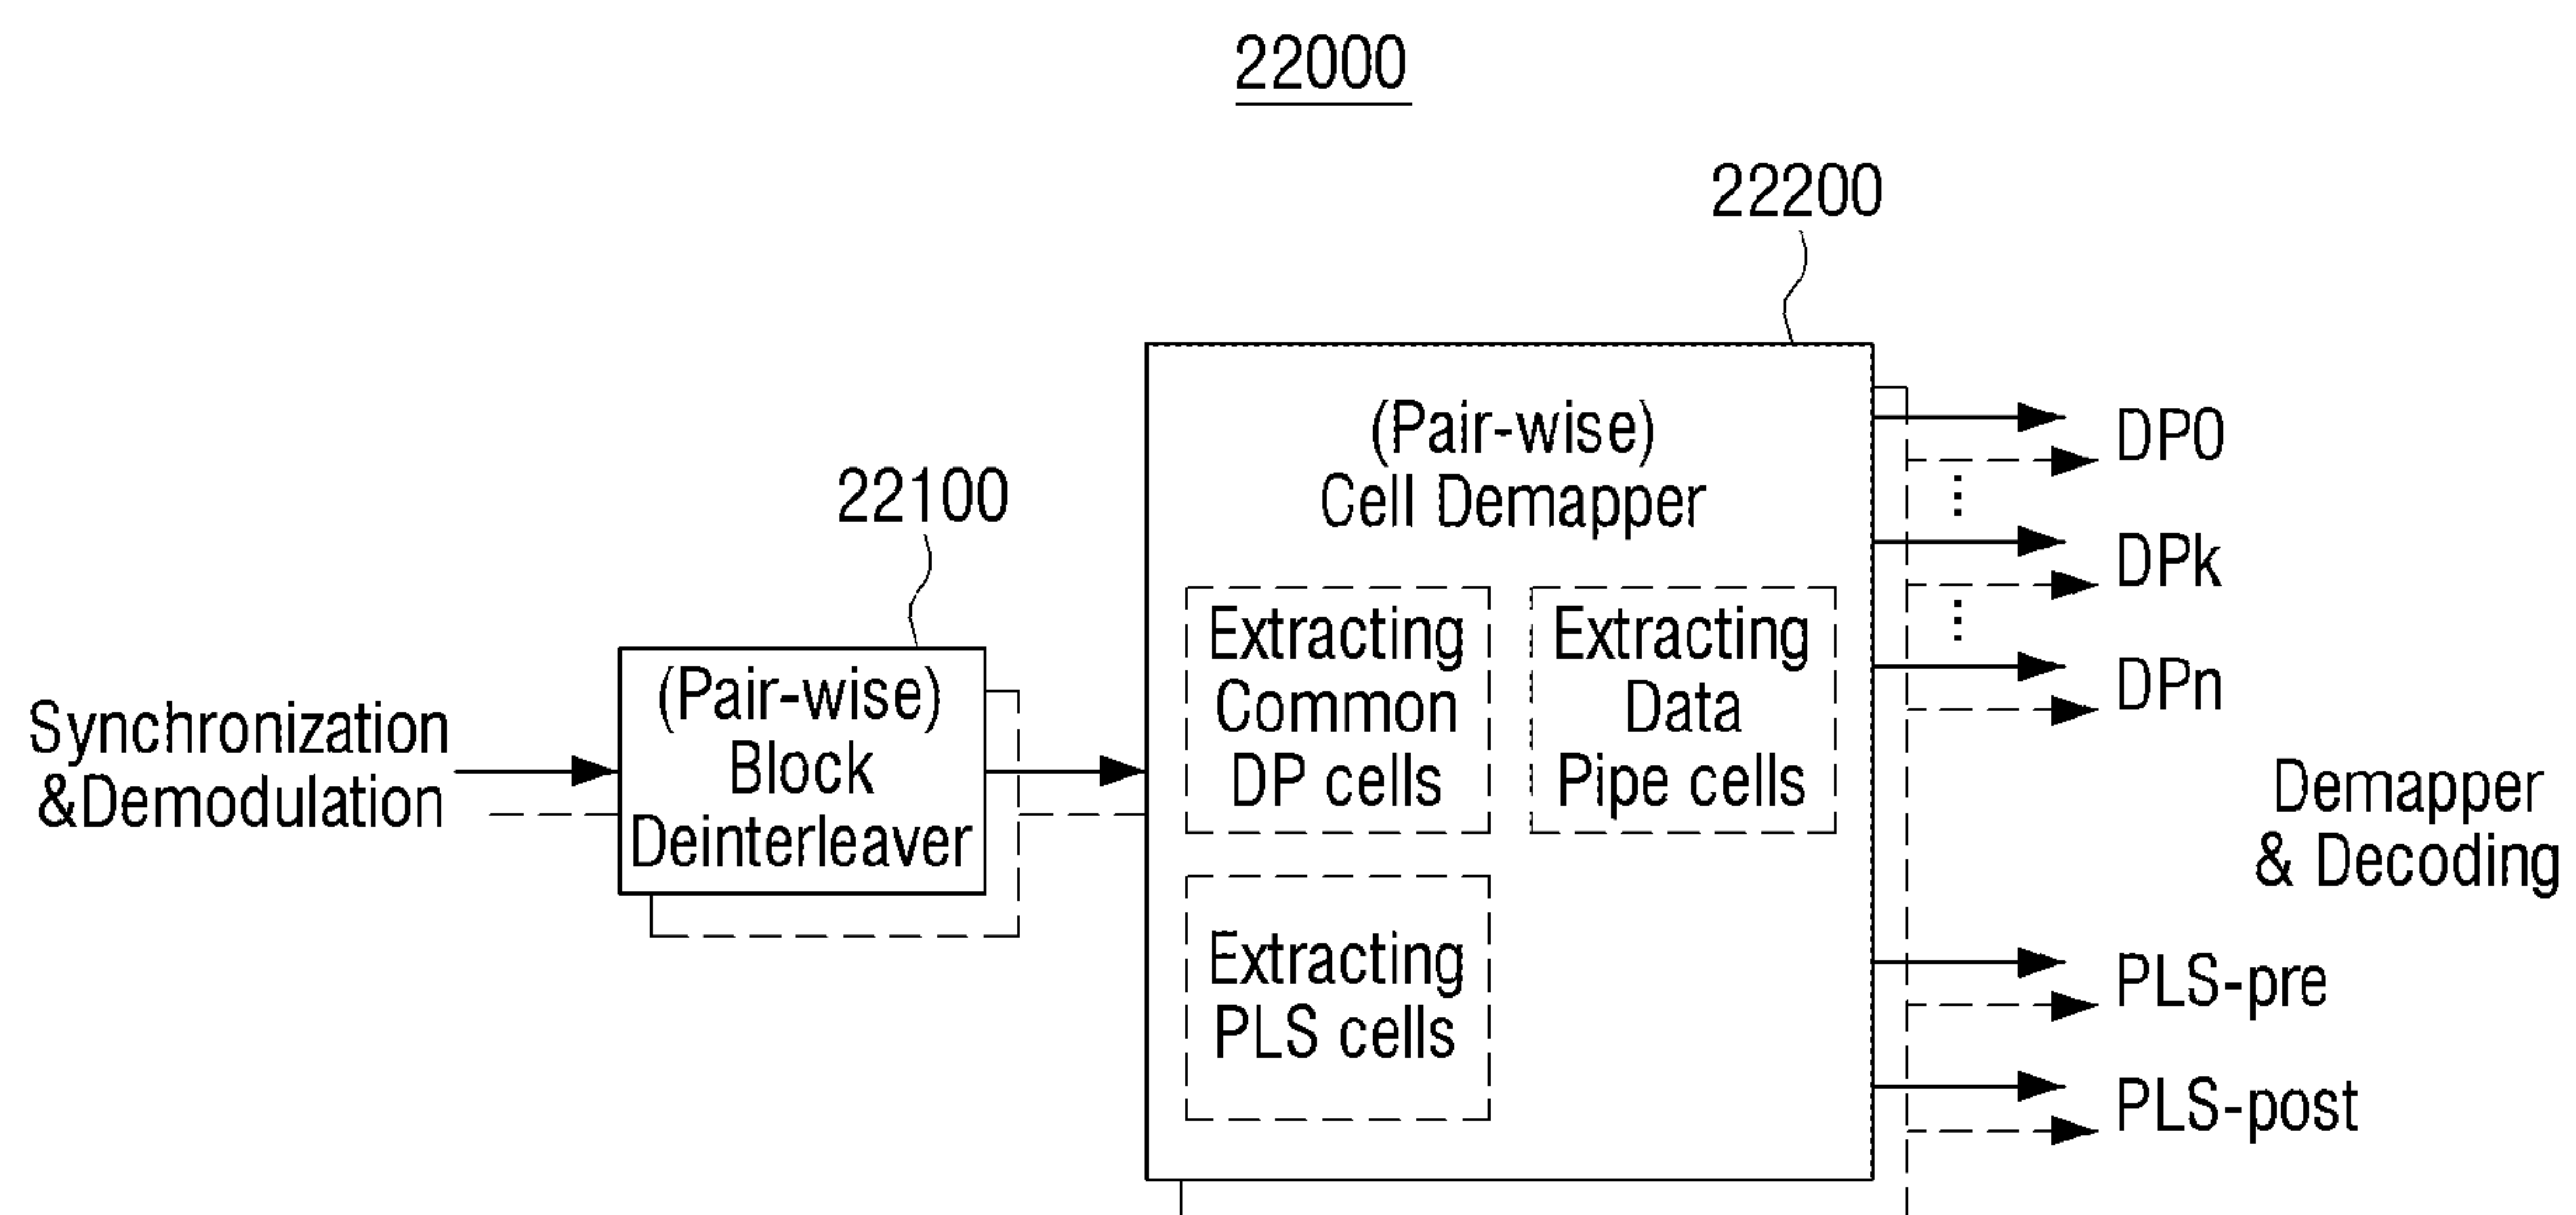 22000
22200
22100
Synchronization
&Demodulation
(Pair-wise)
Block
Deinterleaver
(Pair-wise)
Cell Demapper
Extracting
Common
DP cells
Extracting
Data
Pipe cells
Extracting
PLS cells
DP0
⋮
DPk
⋮
DPn
Demapper
& Decoding
PLS-pre
PLS-post